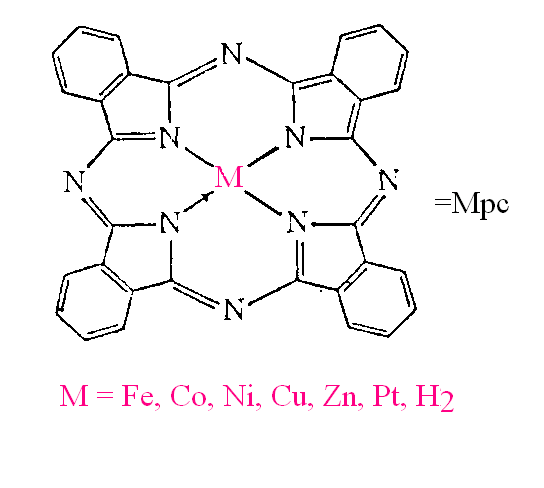 N
N N
M
N N
=Mpc
N N
N
M = Fe, Co, Ni, Cu, Zn, Pt, H2